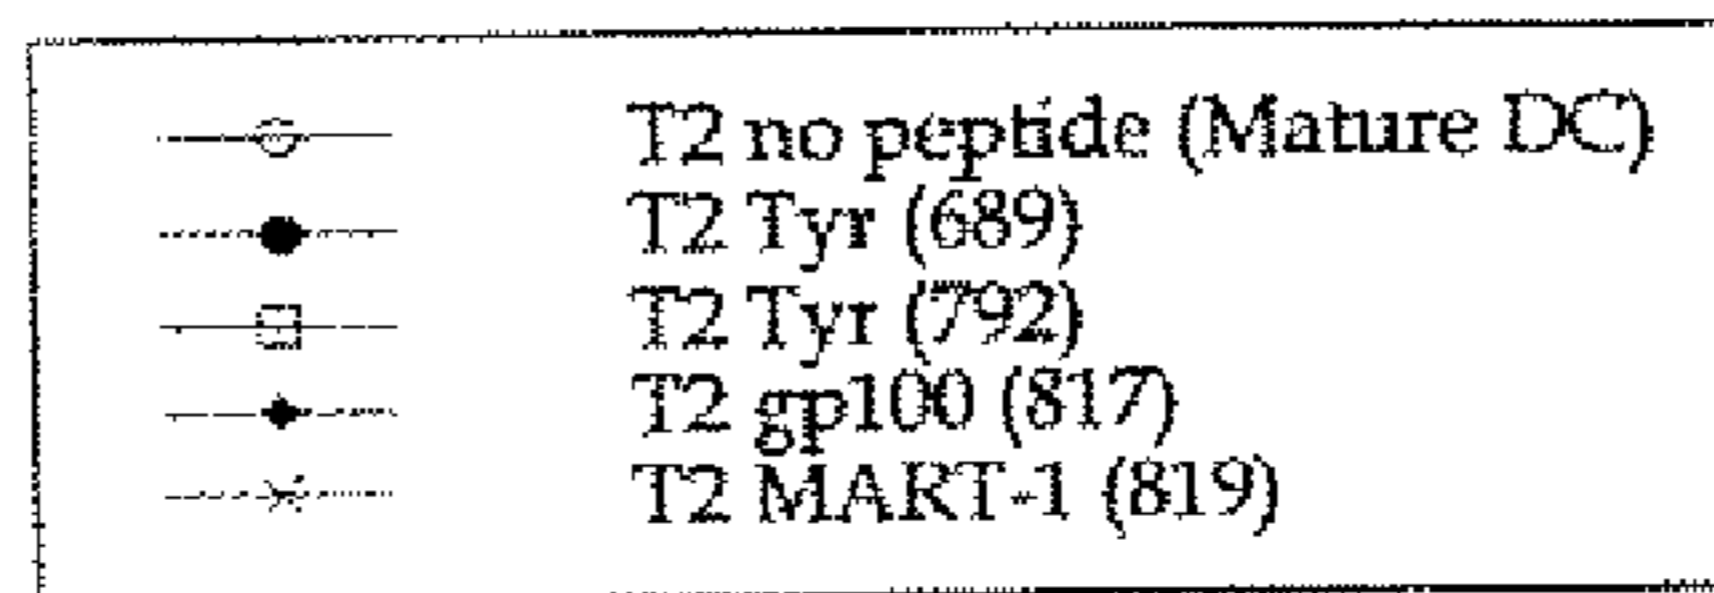 T2 no peptide (Mature DC)
T2 Tyr (689)
T2 Tyr (792)
T2 gp100 (817)
T2 MART-1 (819)